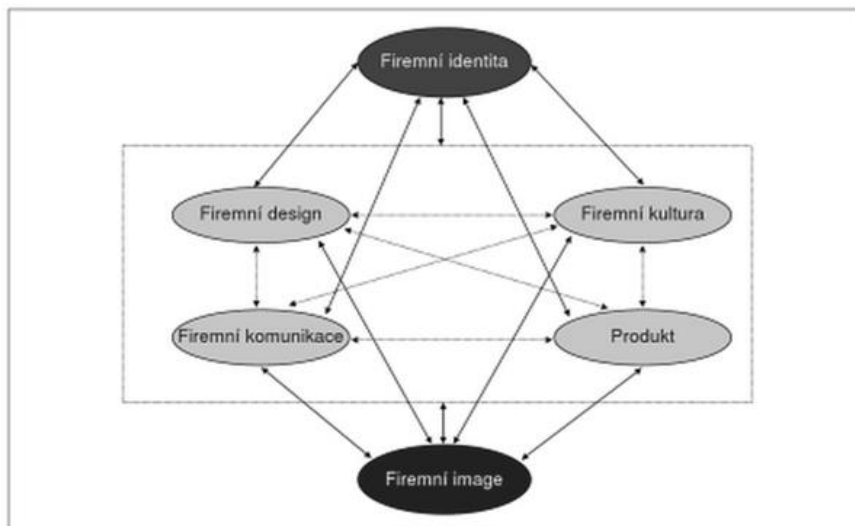 Firemní identita
Firemní design
Firemní kultura
Firemní komunikace
Produkt
Firemní image